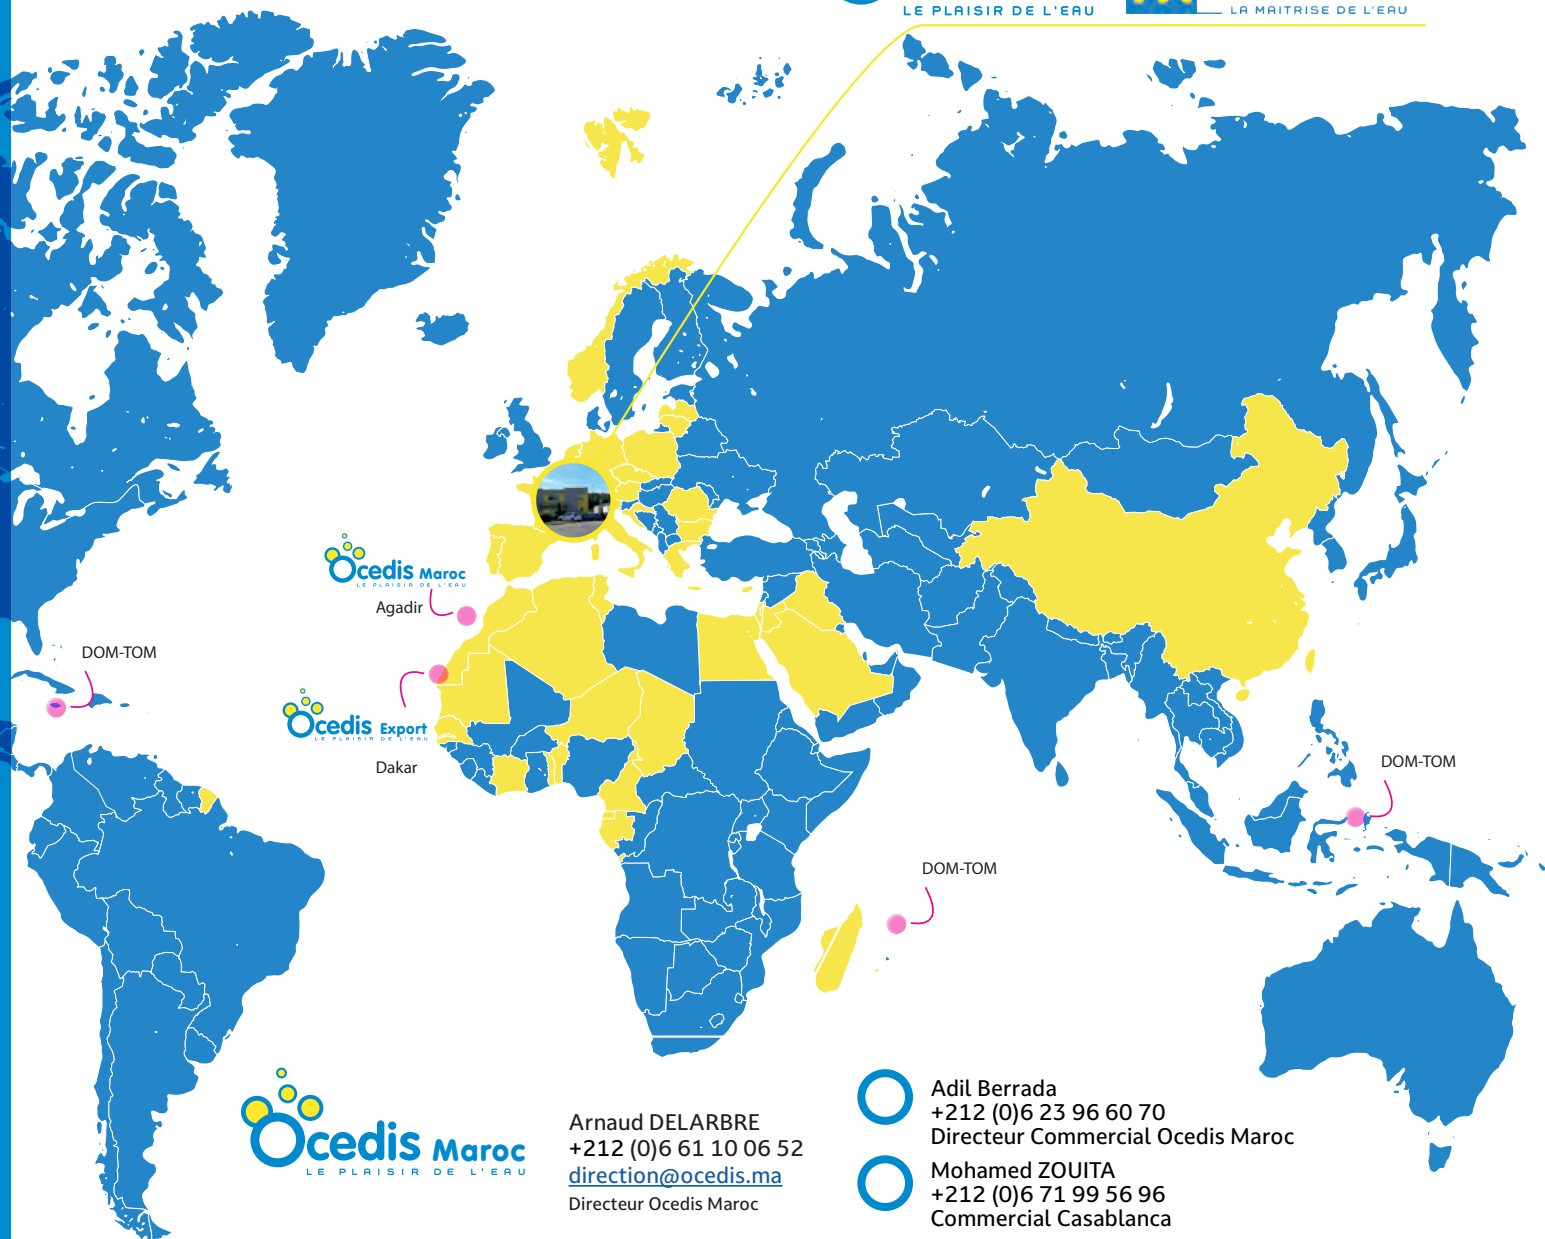 LE PLAISIR DE L'EAU
LA MAITRISE DE L'EAU
Ocedis Maroc
LE PLAISIR DE L'EAU
Agadir
DOM-TOM
Ocedis Export
LE PLAISIR DE L'EAU
Dakar
DOM-TOM
DOM-TOM
Ocedis Maroc
LE PLAISIR DE L'EAU
Arnaud DELARBRE
+212 (0)6 61 10 06 52
direction@ocedis.ma
Directeur Ocedis Maroc
Adil Berrada
+212 (0)6 23 96 60 70
Directeur Commercial Ocedis Maroc
Mohamed ZOUITA
+212 (0)6 71 99 56 96
Commercial Casablanca